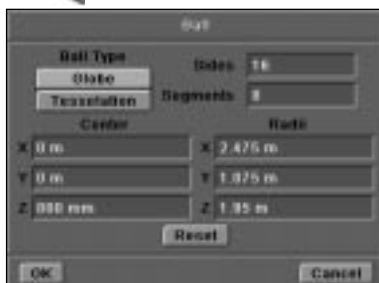 Ball
Ball Type
Globe
Tesselation
Sides 16
Segments 8
Center
X 0 m
Y 0 m
Z 800 mm
Radii
X 2.475 m
Y 1.875 m
Z 1.95 m
Reset
OK
Cancel